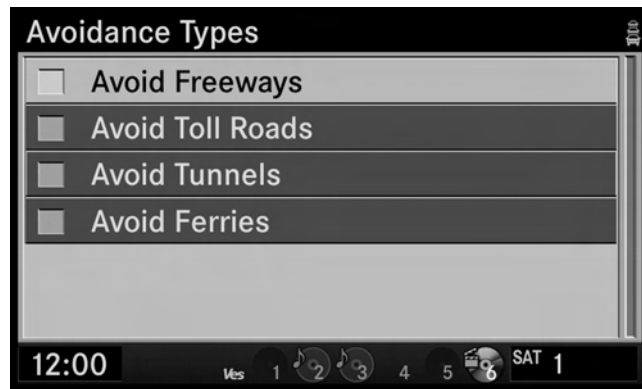 Avoidance Types
Avoid Freeways
Avoid Toll Roads
Avoid Tunnels
Avoid Ferries
12:00 Ves 1 2 3 4 5 6 SAT 1